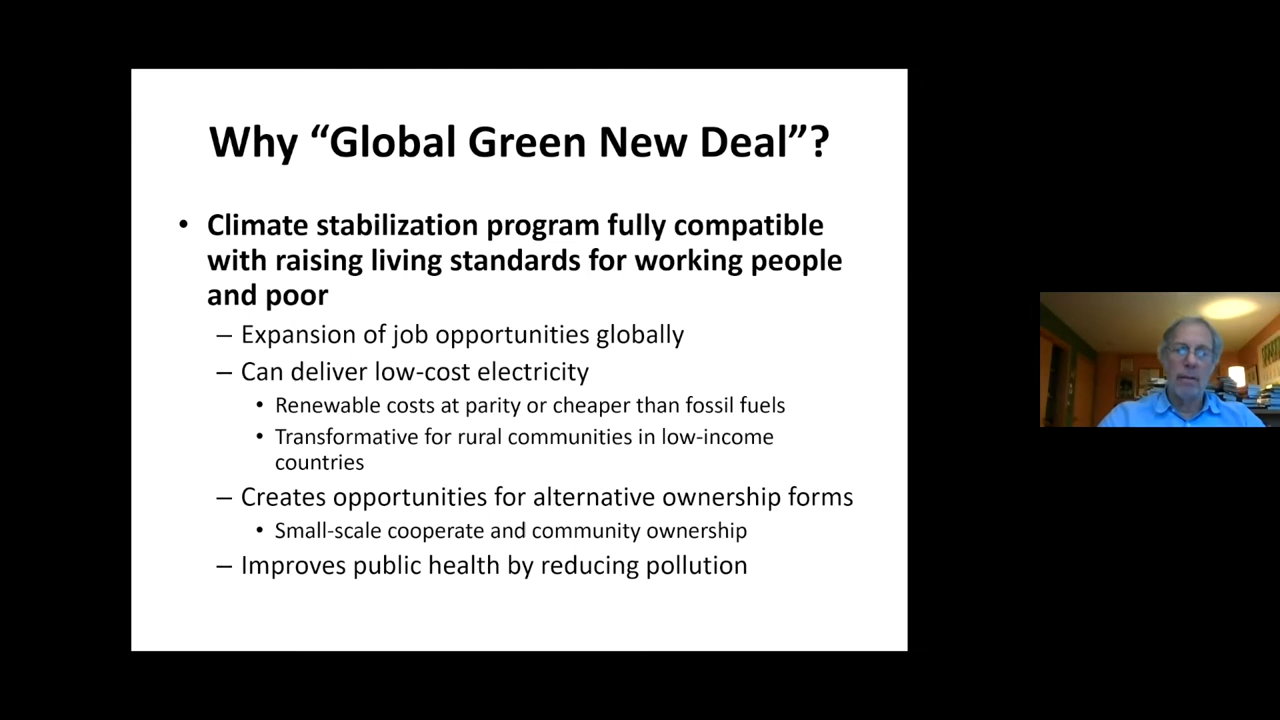 Why “Global Green New Deal”?
• Climate stabilization program fully compatible
with raising living standards for working people
and poor
– Expansion of job opportunities globally
– Can deliver low-cost electricity
• Renewable costs at parity or cheaper than fossil fuels
• Transformative for rural communities in low-income
countries
– Creates opportunities for alternative ownership forms
• Small-scale cooperate and community ownership
– Improves public health by reducing pollution